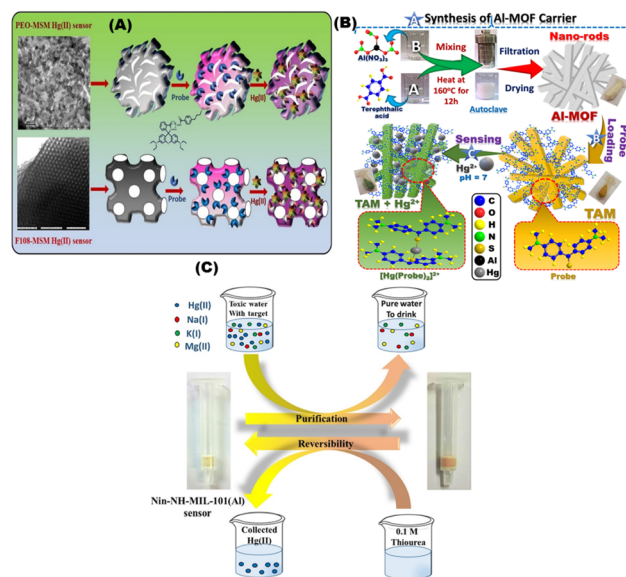 (A)
PEO-MSM Hg(II) sensor
Probe
Hg(II)
Probe
Hg(II)
F108-MSM Hg(II) sensor
(B)
A Synthesis of Al-MOF Carrier
B
Al(NO3)3
Mixing
Filtration
Nano-rods
Heat at
160°C for
12h
Drying
A
Terephthalic
acid
Autoclave
Al-MOF
B
Probe
Loading
Sensing
Hg2+
pH = 7
TAM + Hg2+
TAM
C
O
H
N
S
Al
Hg
[Hg(Probe)2]2+
Probe
(C)
Hg(II)
Na(I)
K(I)
Mg(II)
Toxic water
With target
Pure water
To drink
Purification
Reversibility
Nin-NH-MIL-101(Al)
sensor
Collected
Hg(II)
0.1 M
Thiourea